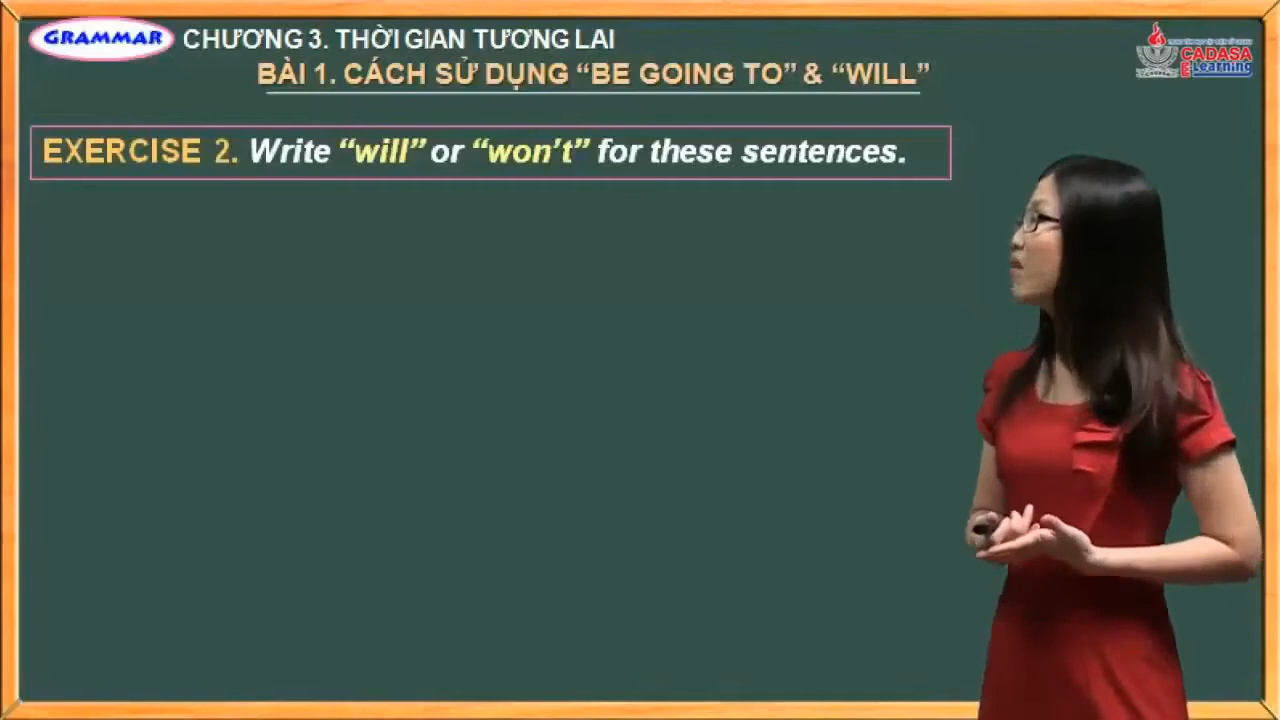 GRAMMAR CHƯƠNG 3. THỜI GIAN TƯƠNG LAI
BÀI 1. CÁCH SỬ DỤNG “BE GOING TO” & “WILL”
CADASA
E Learning
EXERCISE 2. Write “will” or “won’t” for these sentences.